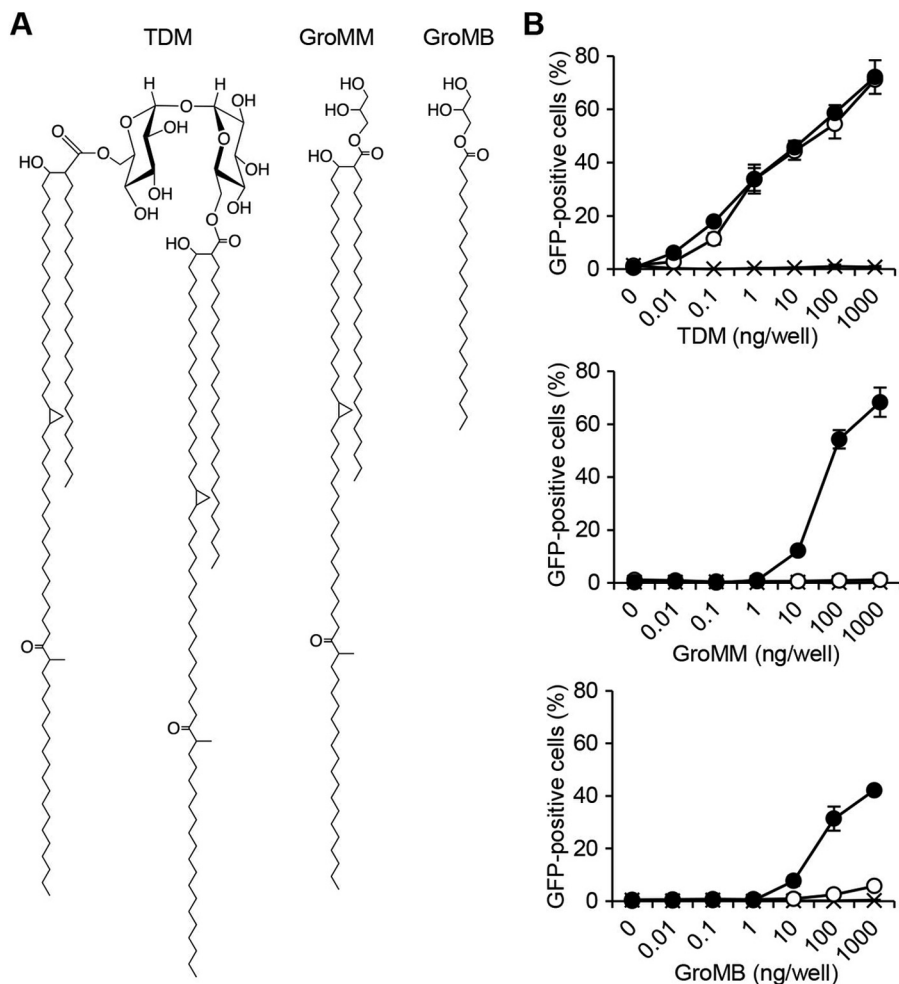 A
TDM
GroMM
GroMB
H
H
O
OH
O
OH
O
O
O
HO
OH
OH
OH
OH
OH
O
O
HO
O
HO
HO
O
O
HO
HO
HO
O
O
O
O
O
B
GFP-positive cells (%)
80
60
40
20
0
0
0.01
0.1
1
10
100
1000
TDM (ng/well)
GFP-positive cells (%)
80
60
40
20
0
0
0.01
0.1
1
10
100
1000
GroMM (ng/well)
GFP-positive cells (%)
80
60
40
20
0
0
0.01
0.1
1
10
100
1000
GroMB (ng/well)